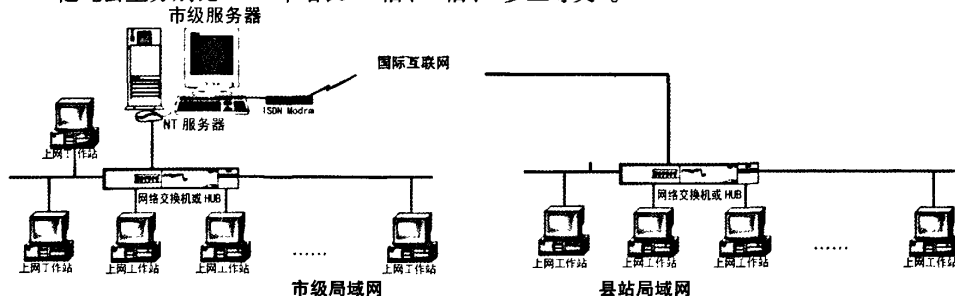 市级服务器
国际互联网
ISDN Modrm
NT 服务器
上网工作站
网络交换机或 HUB
网络交换机或 HUB
上网工作站 上网工作站 上网工作站 …… 上网工作站
上网工作站 上网工作站 上网工作站 …… 上网工作站
市级局域网 县站局域网